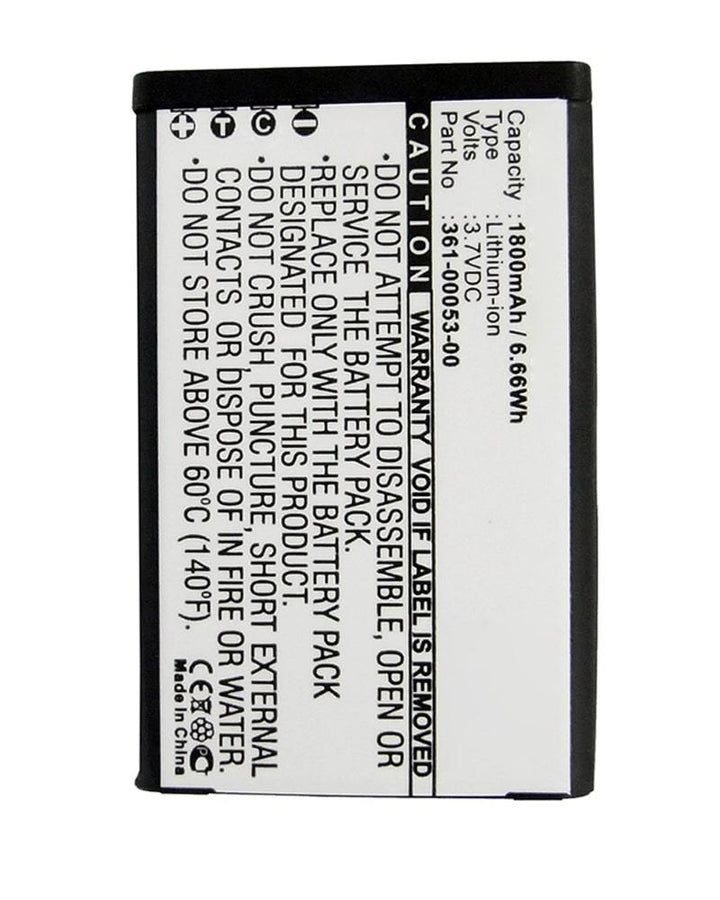 Capacity :1800mAh / 6.66Wh
Type :Lithium-ion
Volts :3.7VDC
Part No :361-00053-00
CAUTION WARRANTY VOID IF LABEL IS REMOVED
•DO NOT ATTEMPT TO DISASSEMBLE, OPEN OR
SERVICE THE BATTERY PACK.
•REPLACE ONLY WITH THE BATTERY PACK
DESIGNATED FOR THIS PRODUCT.
•DO NOT CRUSH, PUNCTURE, SHORT EXTERNAL
CONTACTS OR DISPOSE OF IN FIRE OR WATER.
•DO NOT STORE ABOVE 60°C (140°F).
- C T +
CE
Made in China